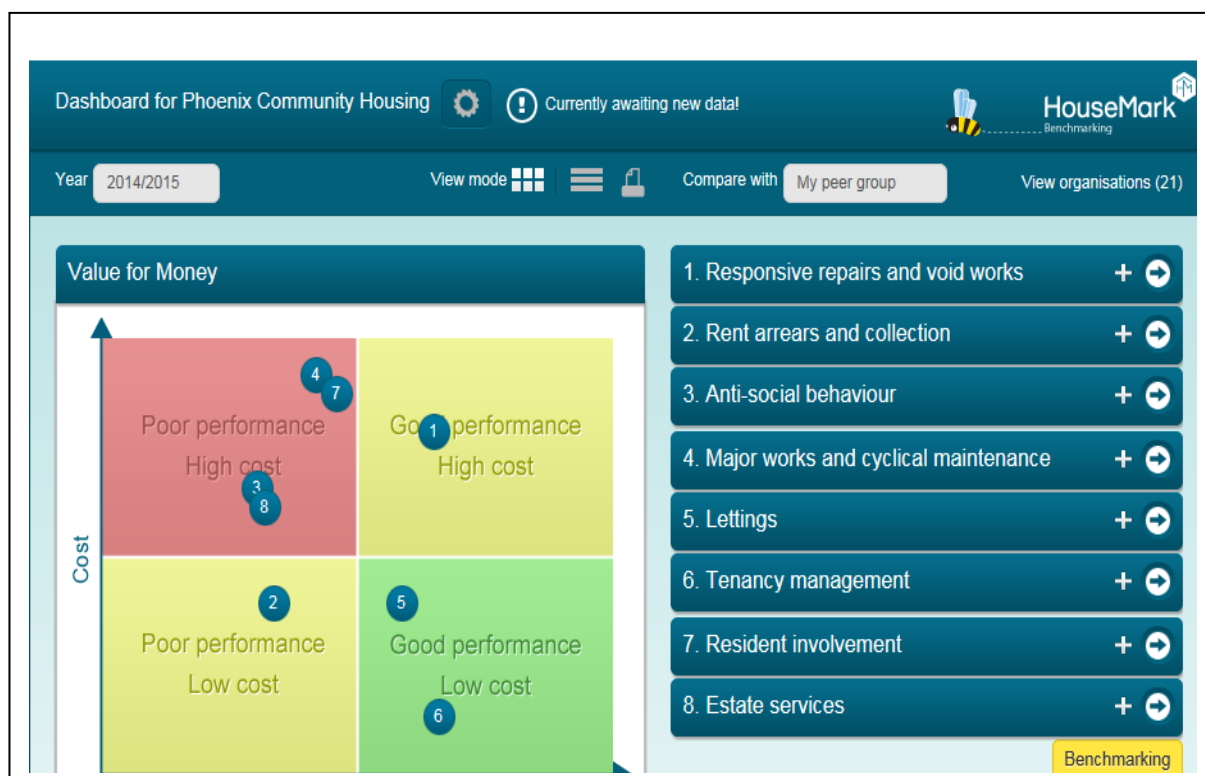 Dashboard for Phoenix Community Housing
Currently awaiting new data!
HM
HouseMark
Benchmarking
Year 2014/2015
View mode
Compare with My peer group
View organisations (21)
Value for Money
Cost
4
7
Poor performance
High cost
3
8
1
Good performance
High cost
2
Poor performance
Low cost
5
Good performance
Low cost
6
1. Responsive repairs and void works
2. Rent arrears and collection
3. Anti-social behaviour
4. Major works and cyclical maintenance
5. Lettings
6. Tenancy management
7. Resident involvement
8. Estate services
Benchmarking